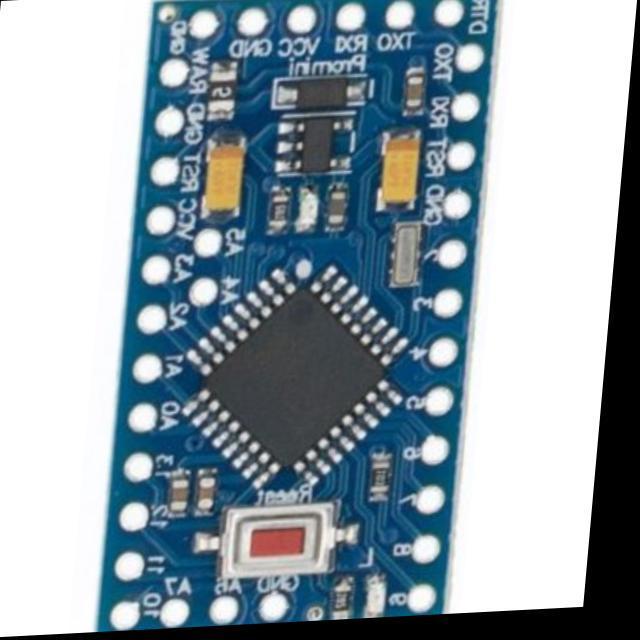 GND VCC RXI TXO DTR
Promini
RAW
GND
RST
VCC
A3
A2
A1
A0
13
12
11
10
TXO
RXI
RST
GND
2
3
4
5
6
7
8
9
A5
A4
Reset
A7 A6 GND
GND